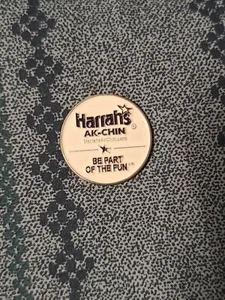 Harrah's
AK-CHIN
BE PART
OF THE FUN